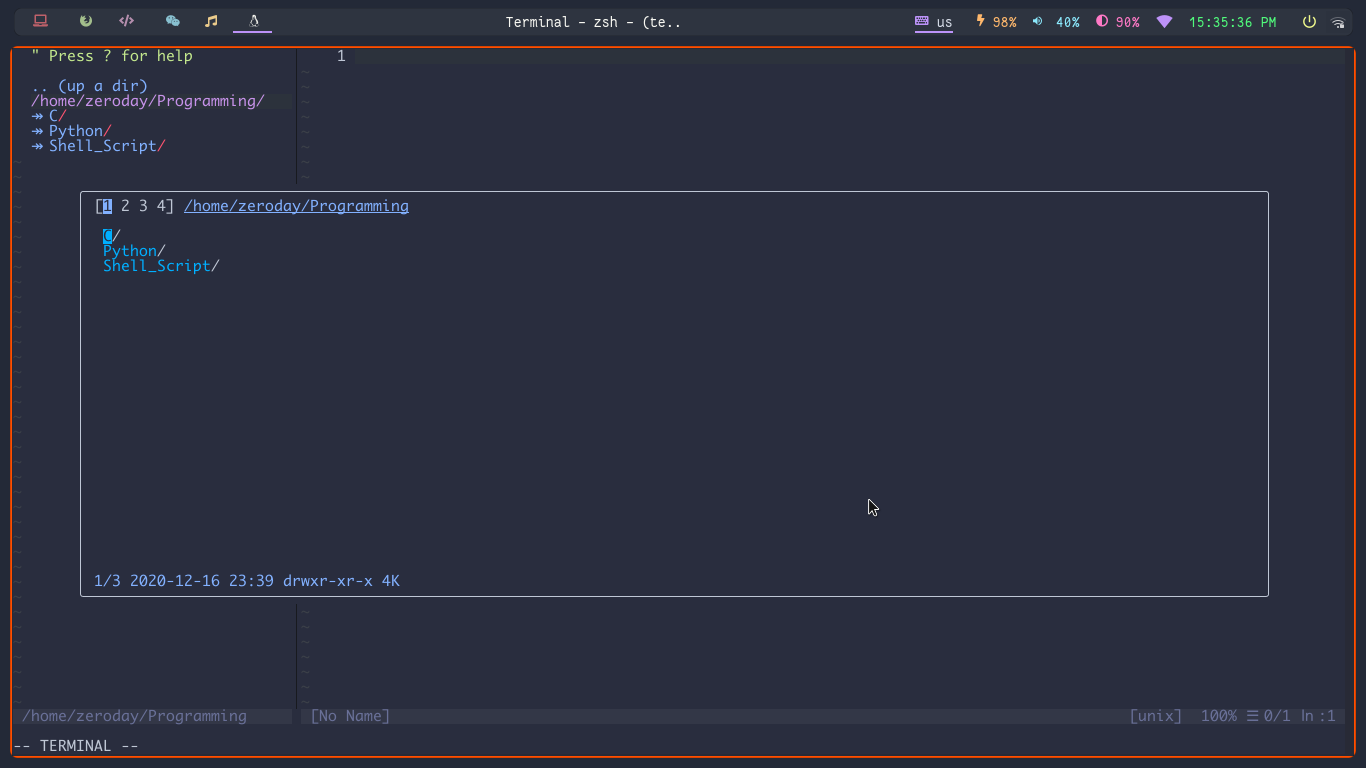 Terminal - zsh - (te..
us 98% 40% 90% 15:35:36 PM
" Press ? for help
1
.. (up a dir)
/home/zeroday/Programming/
↠ C/
↠ Python/
↠ Shell_Script/
[1 2 3 4] /home/zeroday/Programming
C/
Python/
Shell_Script/
1/3 2020-12-16 23:39 drwxr-xr-x 4K
/home/zeroday/Programming
[No Name]
[unix] 100% ☰ 0/1 ln :1
-- TERMINAL --